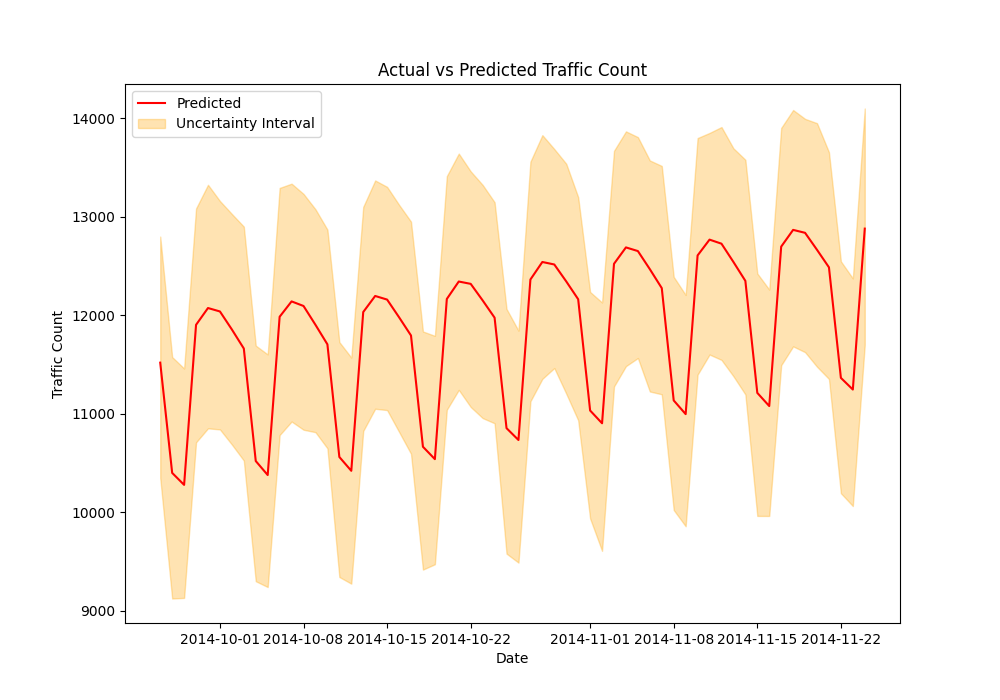 Actual vs Predicted Traffic Count
Predicted
Uncertainty Interval
14000
13000
12000
11000
10000
9000
Traffic Count
2014-10-01 2014-10-08 2014-10-15 2014-10-22 2014-11-01 2014-11-08 2014-11-15 2014-11-22
Date